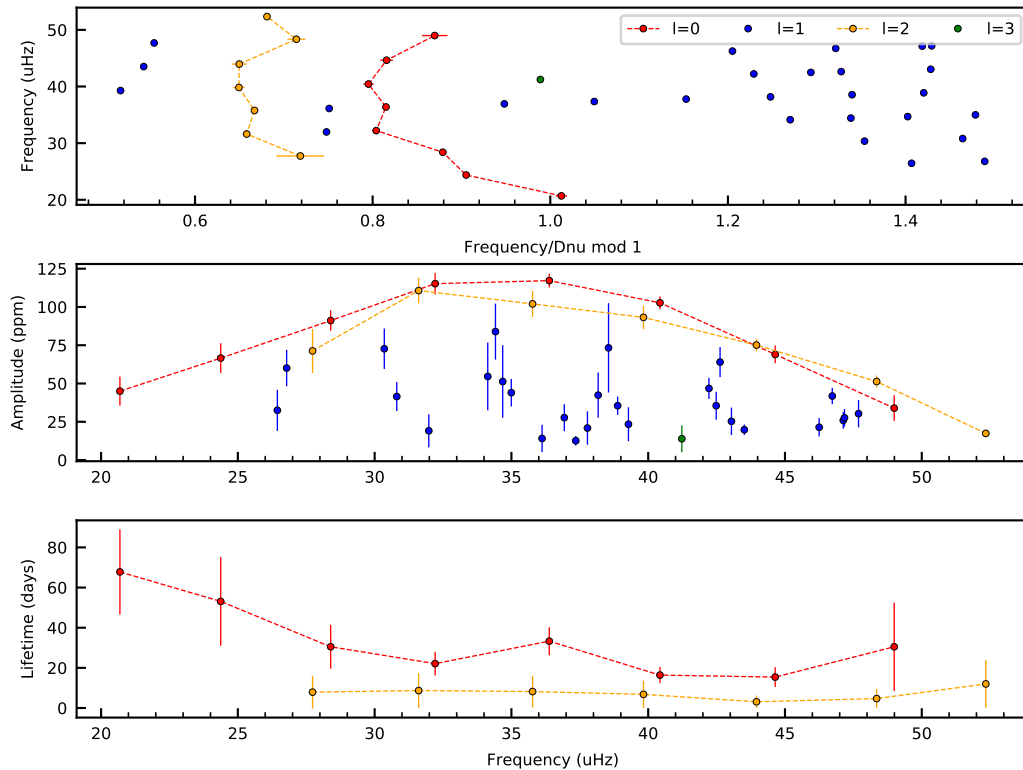 l=0 l=1 l=2 l=3
50
40
30
20
Frequency (uHz)
0.6 0.8 1.0 1.2 1.4
Frequency/Dnu mod 1
125
100
75
50
25
0
Amplitude (ppm)
20 25 30 35 40 45 50
80
60
40
20
0
Lifetime (days)
20 25 30 35 40 45 50
Frequency (uHz)